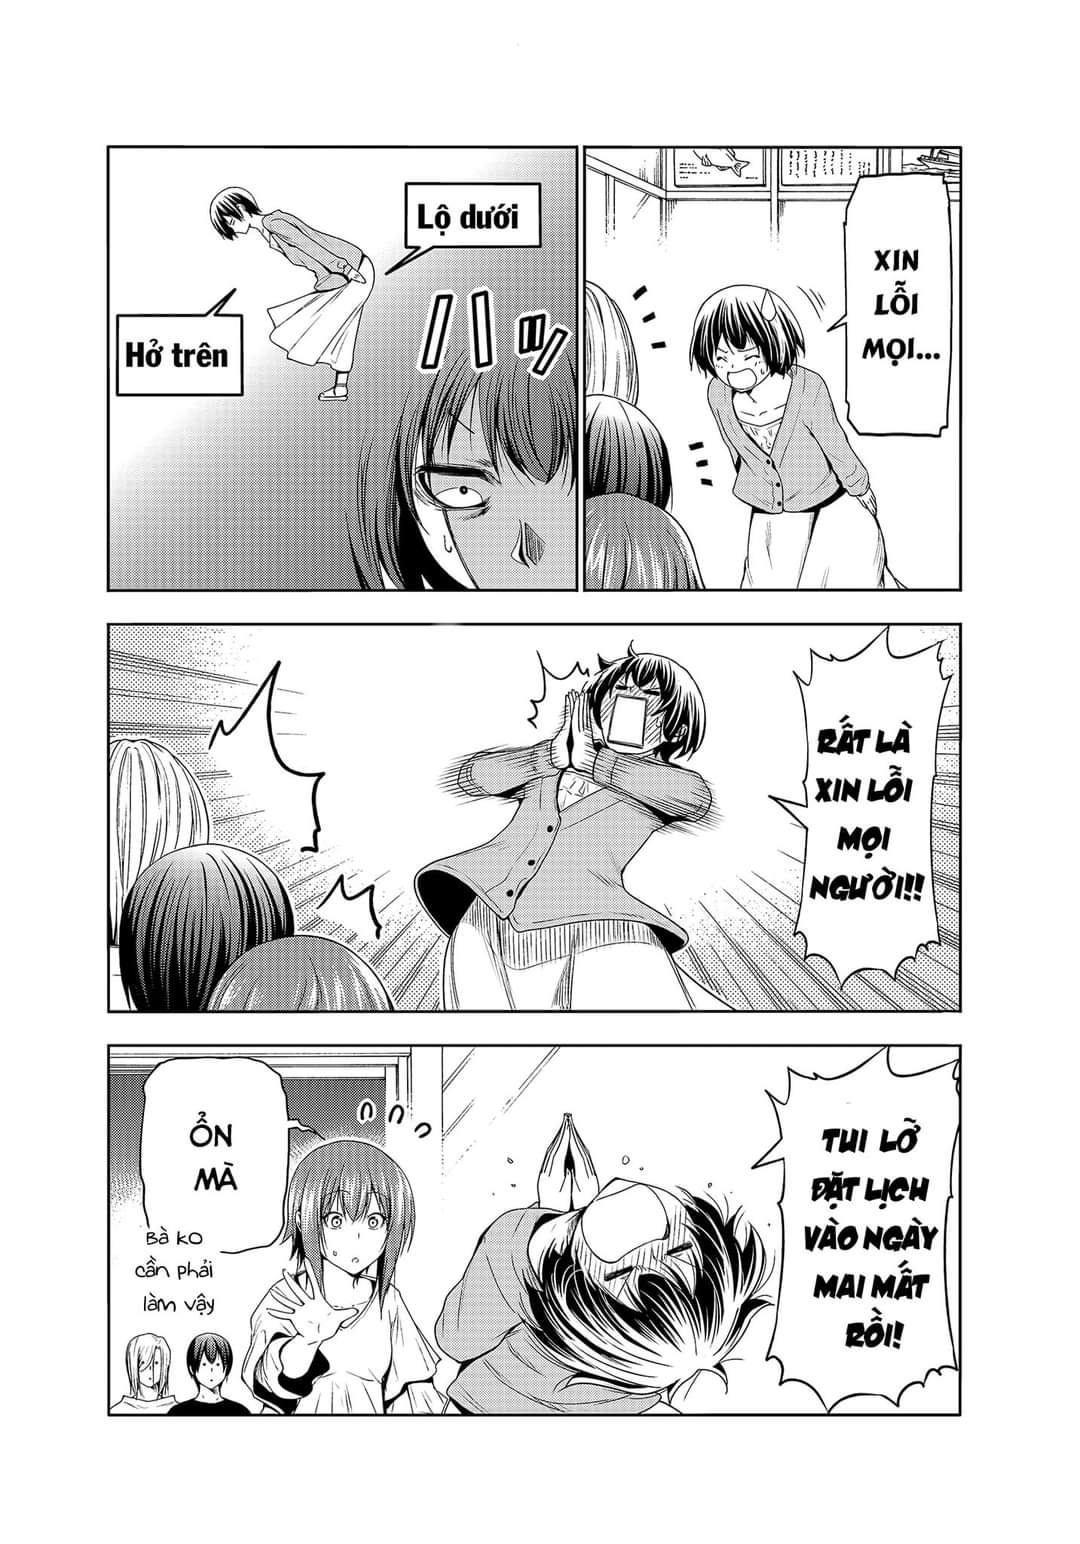 XIN
LỖI
MỌI...
Lộ dưới
Hở trên
RẤT LÀ
XIN LỖI
MỌI
NGƯỜI!!
TUI LỠ
ĐẶT LỊCH
VÀO NGÀY
MAI MẤT
RỒI!
ỔN
MÀ
Bà ko
cần phải
làm vậy